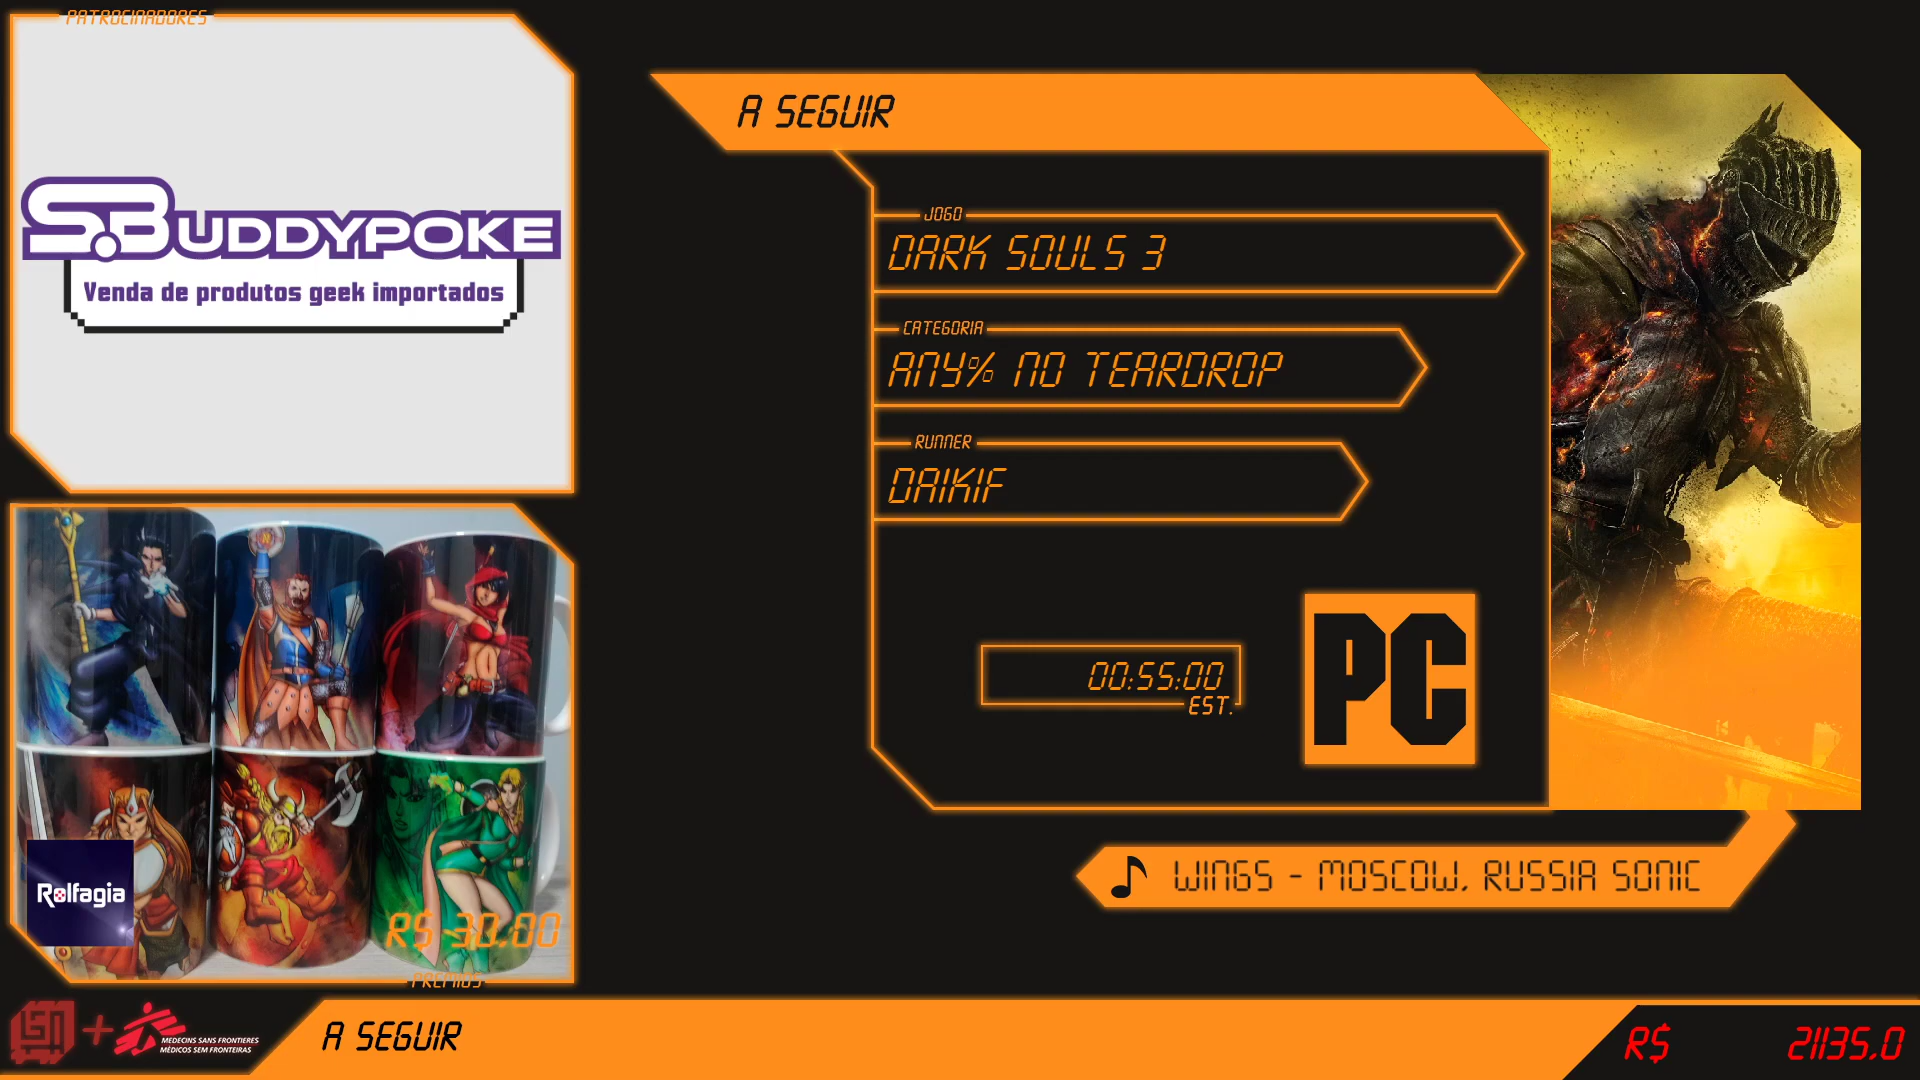 PATROCINADORES
S.BUDDYPOKE
Venda de produtos geek importados
A SEGUIR
JOGO
DARK SOULS 3
CATEGORIA
ANY% NO TEARDROP
RUNNER
DAIKIF
00:55:00
EST.
PC
WINGS - MOSCOW, RUSSIA SONIC
Rolfagia
R$ 30.00
PREMIOS
+
MEDECINS SANS FRONTIERES
MÉDICOS SEM FRONTEIRAS
A SEGUIR
R$ 21135.0